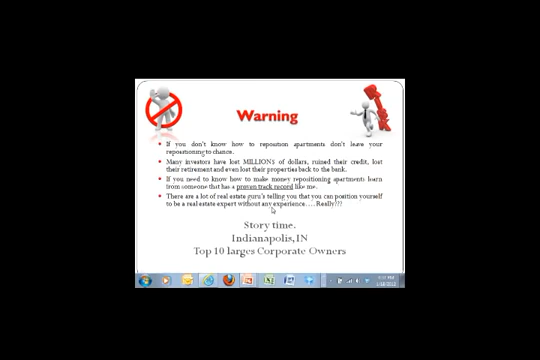 Warning
• If you don't know how to reposition apartments don't leave your
repositioning to chance.
• Many investors have lost MILLIONS of dollars, ruined their credit, lost
their retirement and even lost their properties back to the bank.
• If you need to know how to make money repositioning apartments learn
from someone that has a proven track record like me.
• There are a lot of real estate guru's telling you that you can position yourself
to be a real estate expert without any experience.... Really???
Story time.
Indianapolis,IN
Top 10 larges Corporate Owners